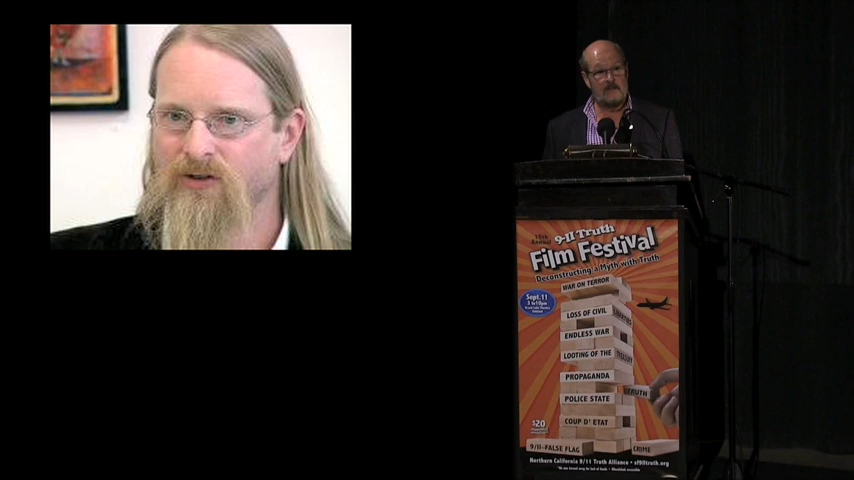 10th
Annual
9-11 Truth
Film Festival
Deconstructing a Myth with Truth
WAR ON TERROR
Sept. 11
LOSS OF CIVIL
ENDLESS WAR
LOOTING OF THE TREASURY
PROPAGANDA
TRUTH
POLICE STATE
COUP D' ETAT
$20
9/11-FALSE FLAG
CRIME
Northern California 9/11 Truth Alliance • sf911truth.org